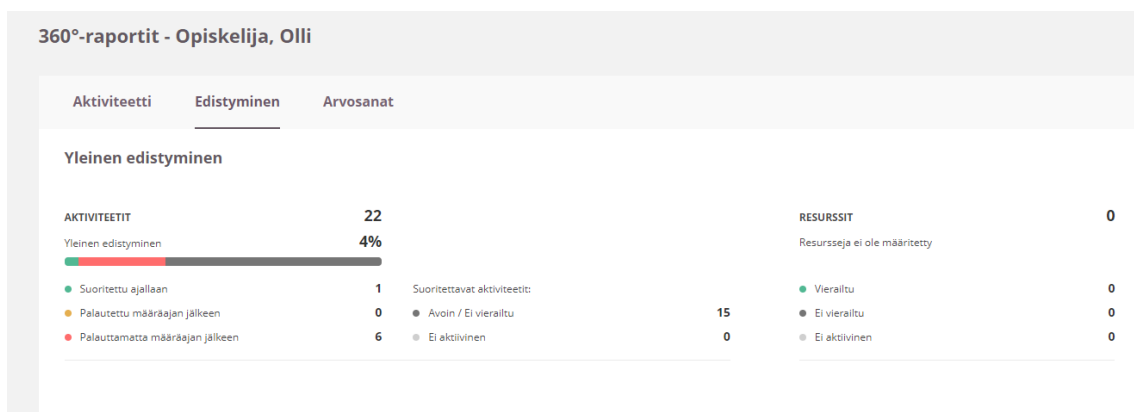 360°-raportit - Opiskelija, Olli
Aktiviteetti Edistyminen Arvosanat
Yleinen edistyminen
AKTIVITEETIT 22
Yleinen edistyminen 4%
Suoritettu ajallaan 1
Palautettu määräajan jälkeen 0
Palauttamatta määräajan jälkeen 6
Suoritettavat aktiviteetit:
Avoin / Ei vierailtu 15
Ei aktiivinen 0
RESURSSIT 0
Resursseja ei ole määritetty
Vierailtu 0
Ei vierailtu 0
Ei aktiivinen 0